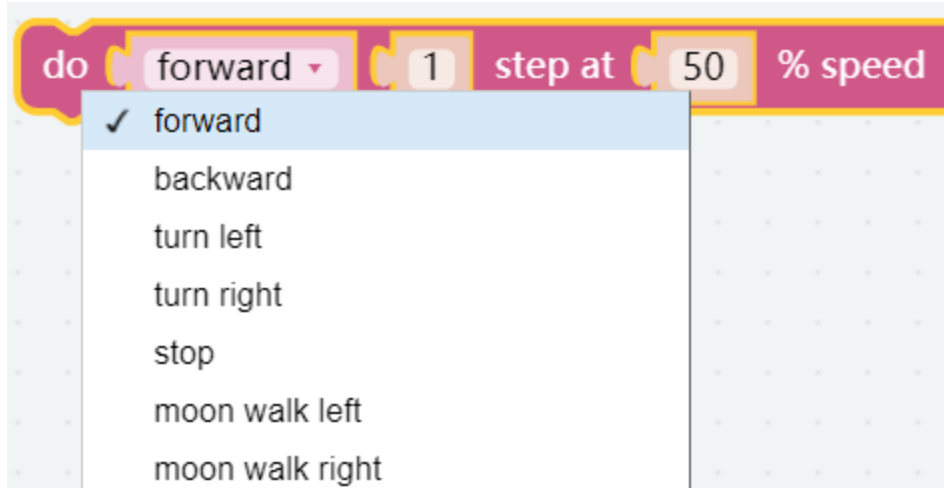 do forward 1 step at 50 % speed
forward
backward
turn left
turn right
stop
moon walk left
moon walk right